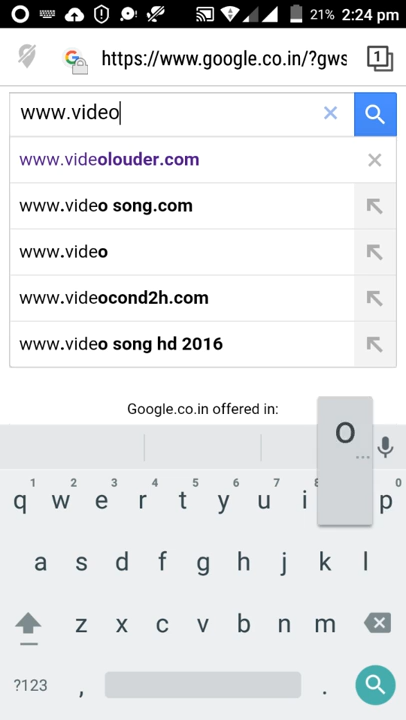 21% 2:24 pm
https://www.google.co.in/?gws
1
www.video
www.videolouder.com
www.video song.com
www.video
www.videocond2h.com
www.video song hd 2016
Google.co.in offered in:
o
...
1 2 3 4 5 6 7 8 0
q w e r t y u i p
a s d f g h j k l
z x c v b n m
?123 , .